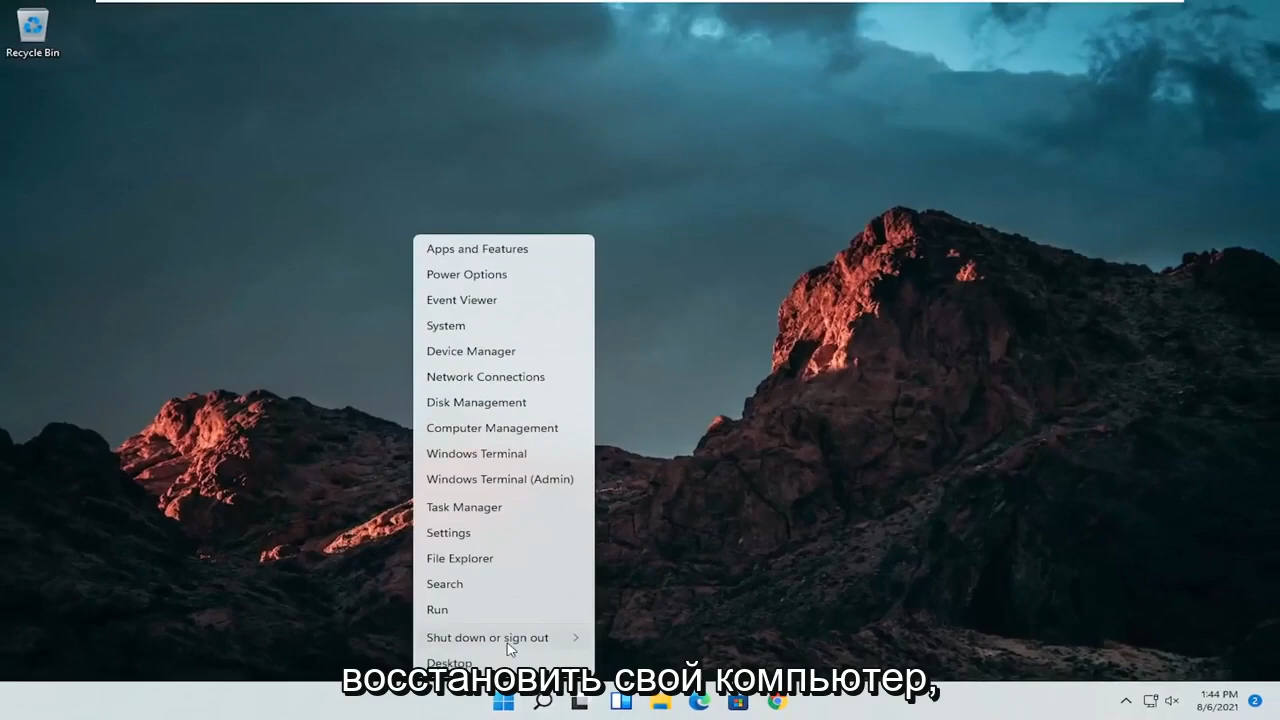 Recycle Bin
Apps and Features
Power Options
Event Viewer
System
Device Manager
Network Connections
Disk Management
Computer Management
Windows Terminal
Windows Terminal (Admin)
Task Manager
Settings
File Explorer
Search
Run
Shut down or sign out
Desktop
восстановить свой компьютер,
1:44 PM
8/6/2021
2